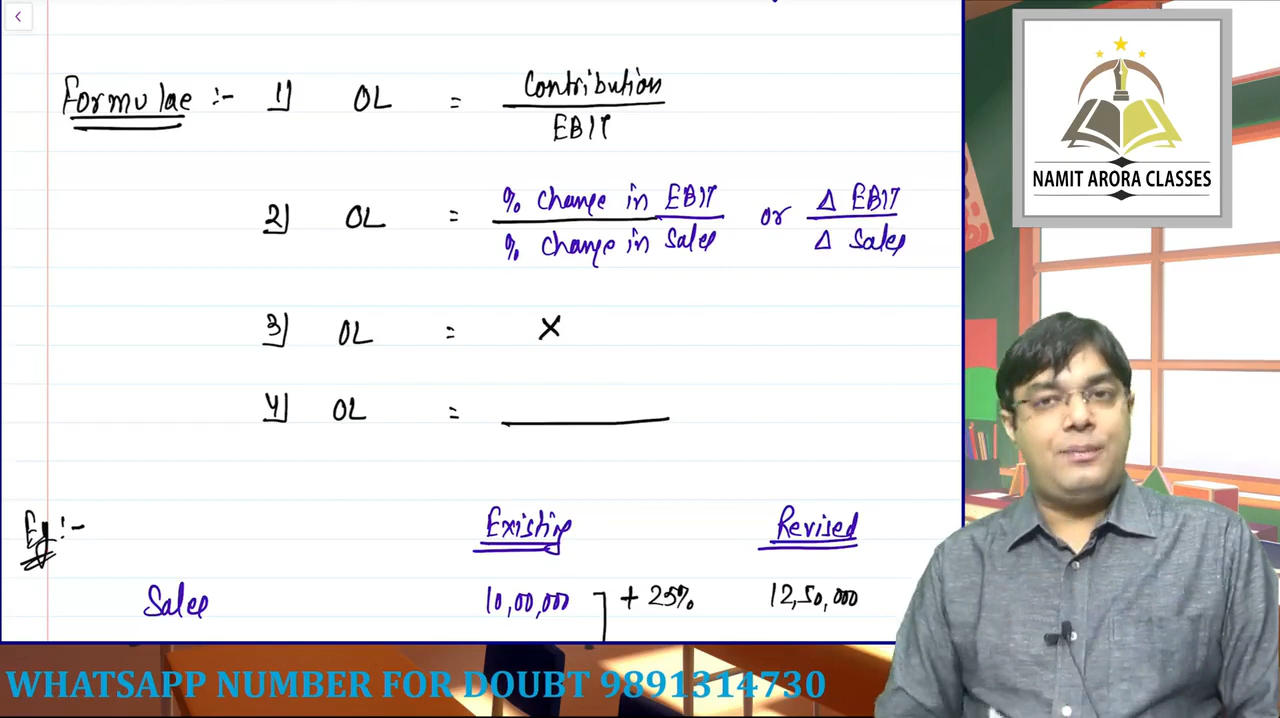 Formulae :- 1] OL = Contribution / EBIT
2] OL = % change in EBIT / % change in Sales or Δ EBIT / Δ Sales
3] OL = X
4] OL = 
Eg :- Existing Revised
Sales 10,00,000 + 25% 12,50,000
NAMIT ARORA CLASSES
WHATSAPP NUMBER FOR DOUBT 9891314730